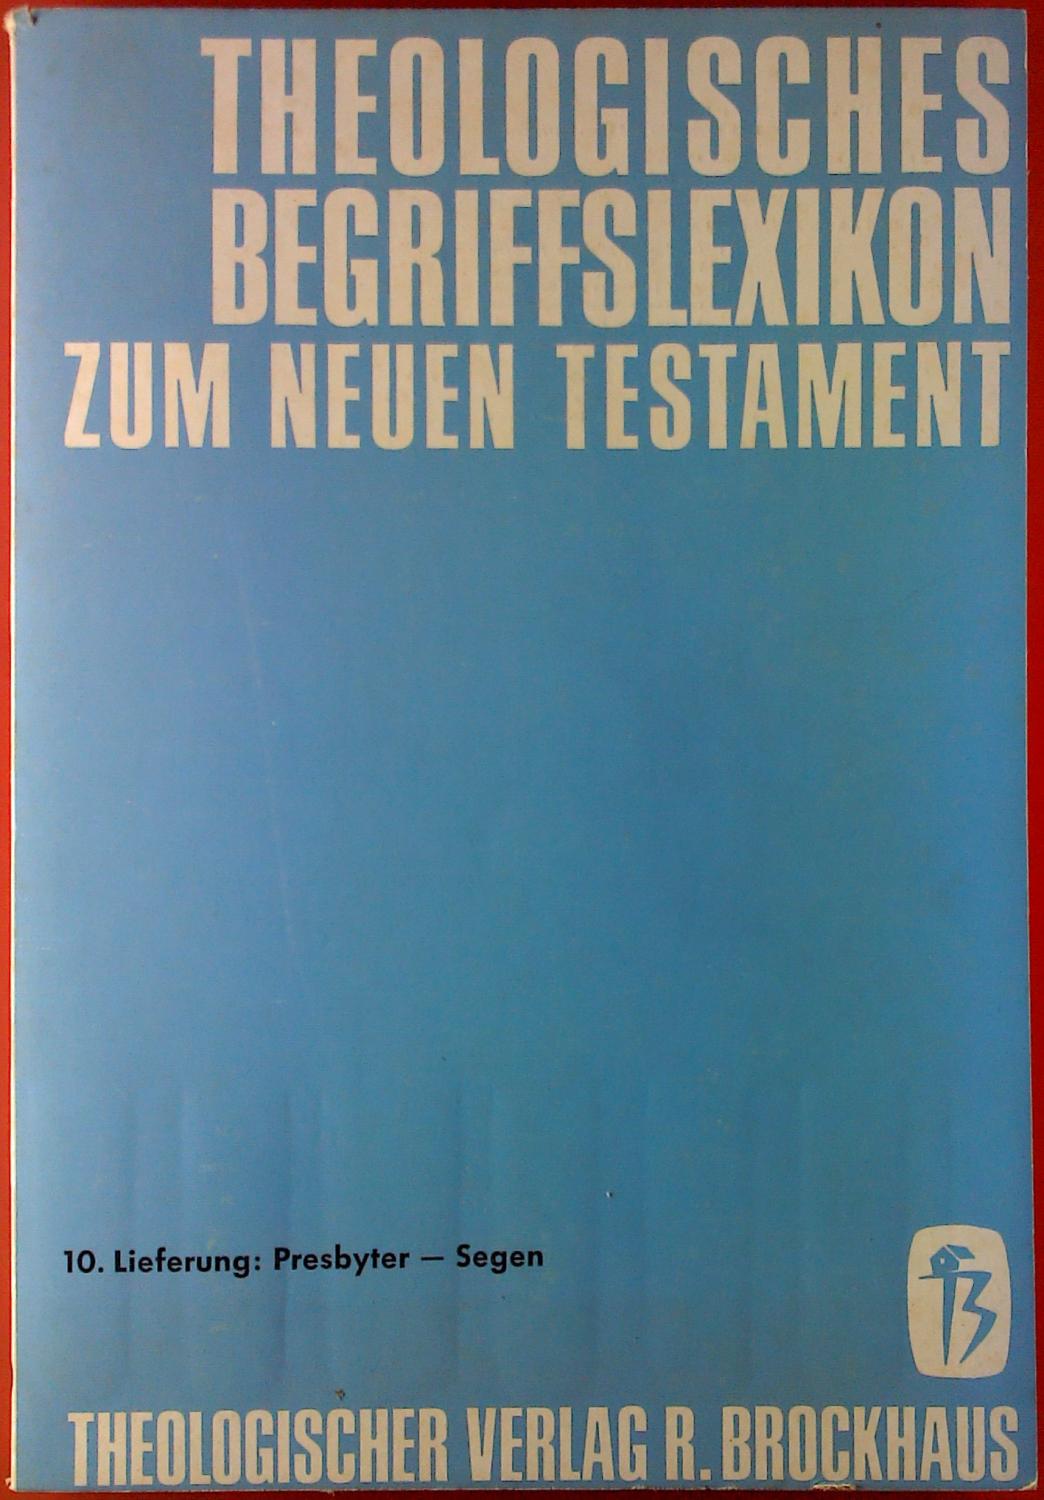 THEOLOGISCHES
BEGRIFFSLEXIKON
ZUM NEUEN TESTAMENT
10. Lieferung: Presbyter — Segen
B
THEOLOGISCHER VERLAG R. BROCKHAUS